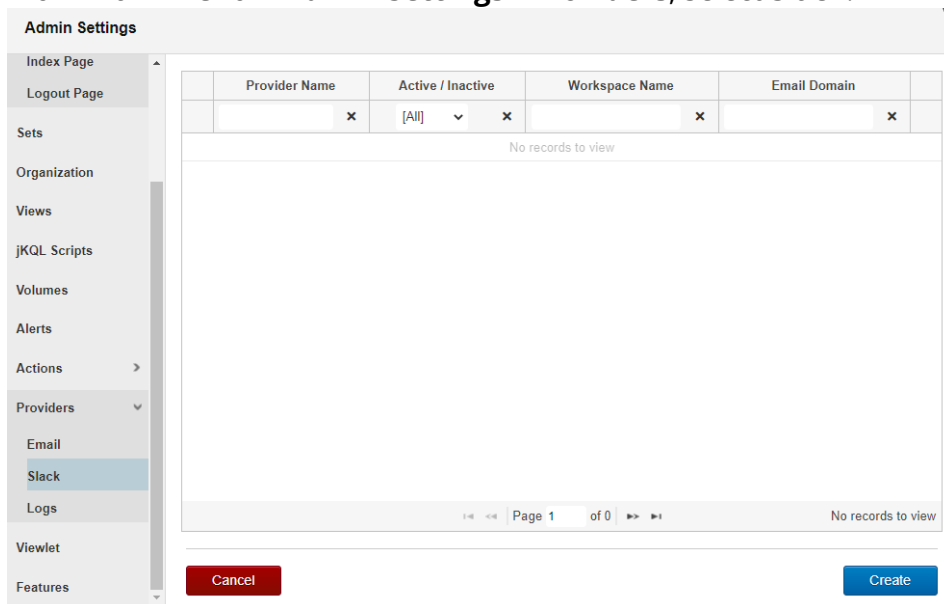 Admin Settings
Index Page
Logout Page
Sets
Organization
Views
jKQL Scripts
Volumes
Alerts
Actions
Providers
Email
Slack
Logs
Viewlet
Features
Provider Name Active / Inactive Workspace Name Email Domain
[All]
No records to view
Page 1 of 0 No records to view
Cancel Create